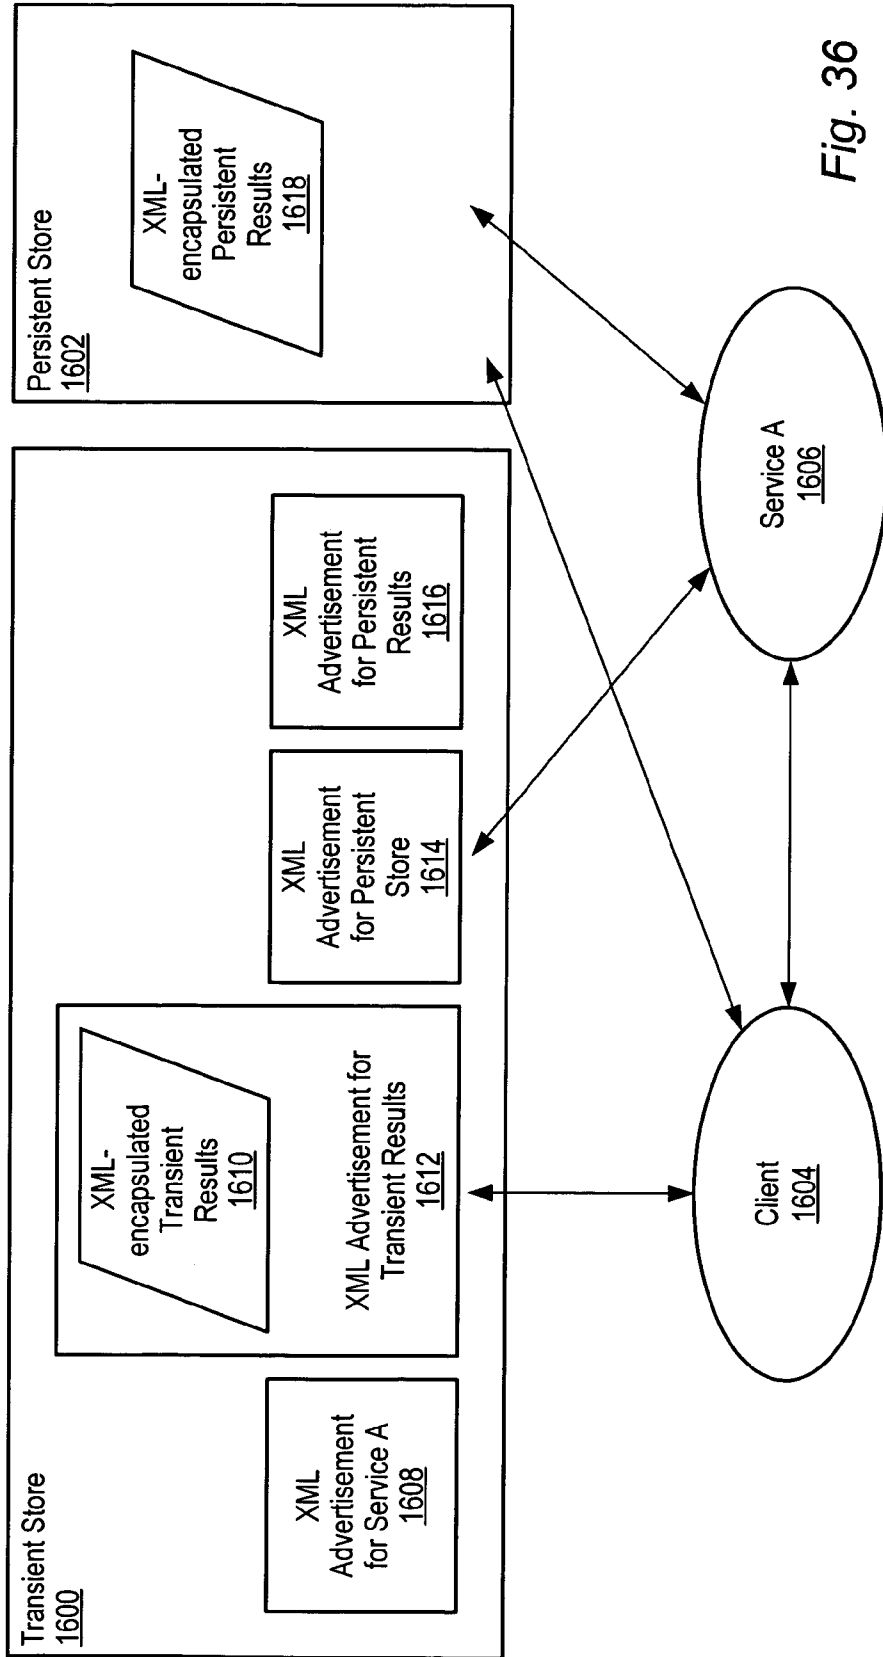 Transient Store
1600
XML
Advertisement
for Service A
1608
XML-
encapsulated
Transient
Results
1610
XML Advertisement for
Transient Results
1612
XML
Advertisement
for Persistent
Store
1614
XML
Advertisement
for Persistent
Results
1616
Persistent Store
1602
XML-
encapsulated
Persistent
Results
1618
Client
1604
Service A
1606
Fig. 36